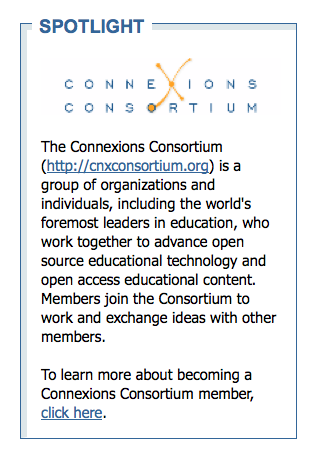 SPOTLIGHT
CONNEXIONS
CONSORTIUM
The Connexions Consortium
(http://cnxconsortium.org) is a
group of organizations and
individuals, including the world's
foremost leaders in education, who
work together to advance open
source educational technology and
open access educational content.
Members join the Consortium to
work and exchange ideas with other
members.
To learn more about becoming a
Connexions Consortium member,
click here.